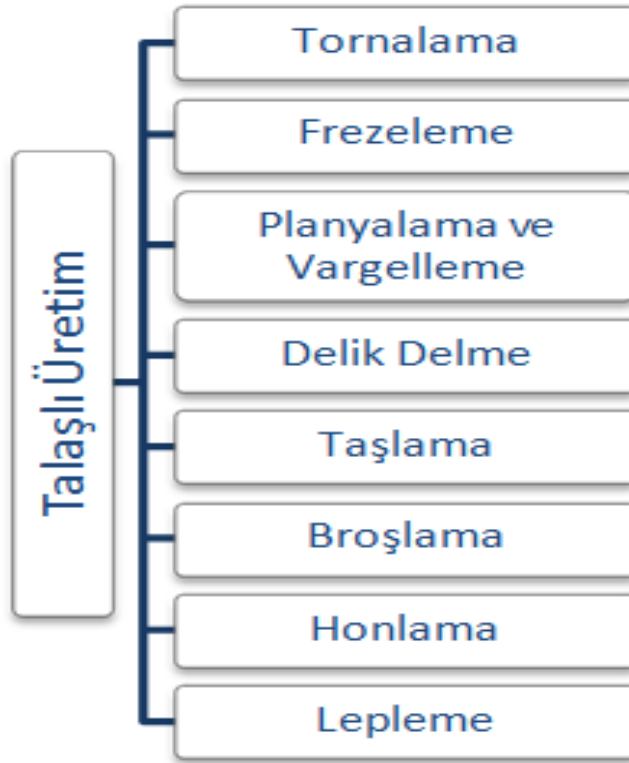 Talaşlı Üretim
Tornalama
Frezeleme
Planyalama ve
Vargelleme
Delik Delme
Taşlama
Broşlama
Honlama
Lepleme